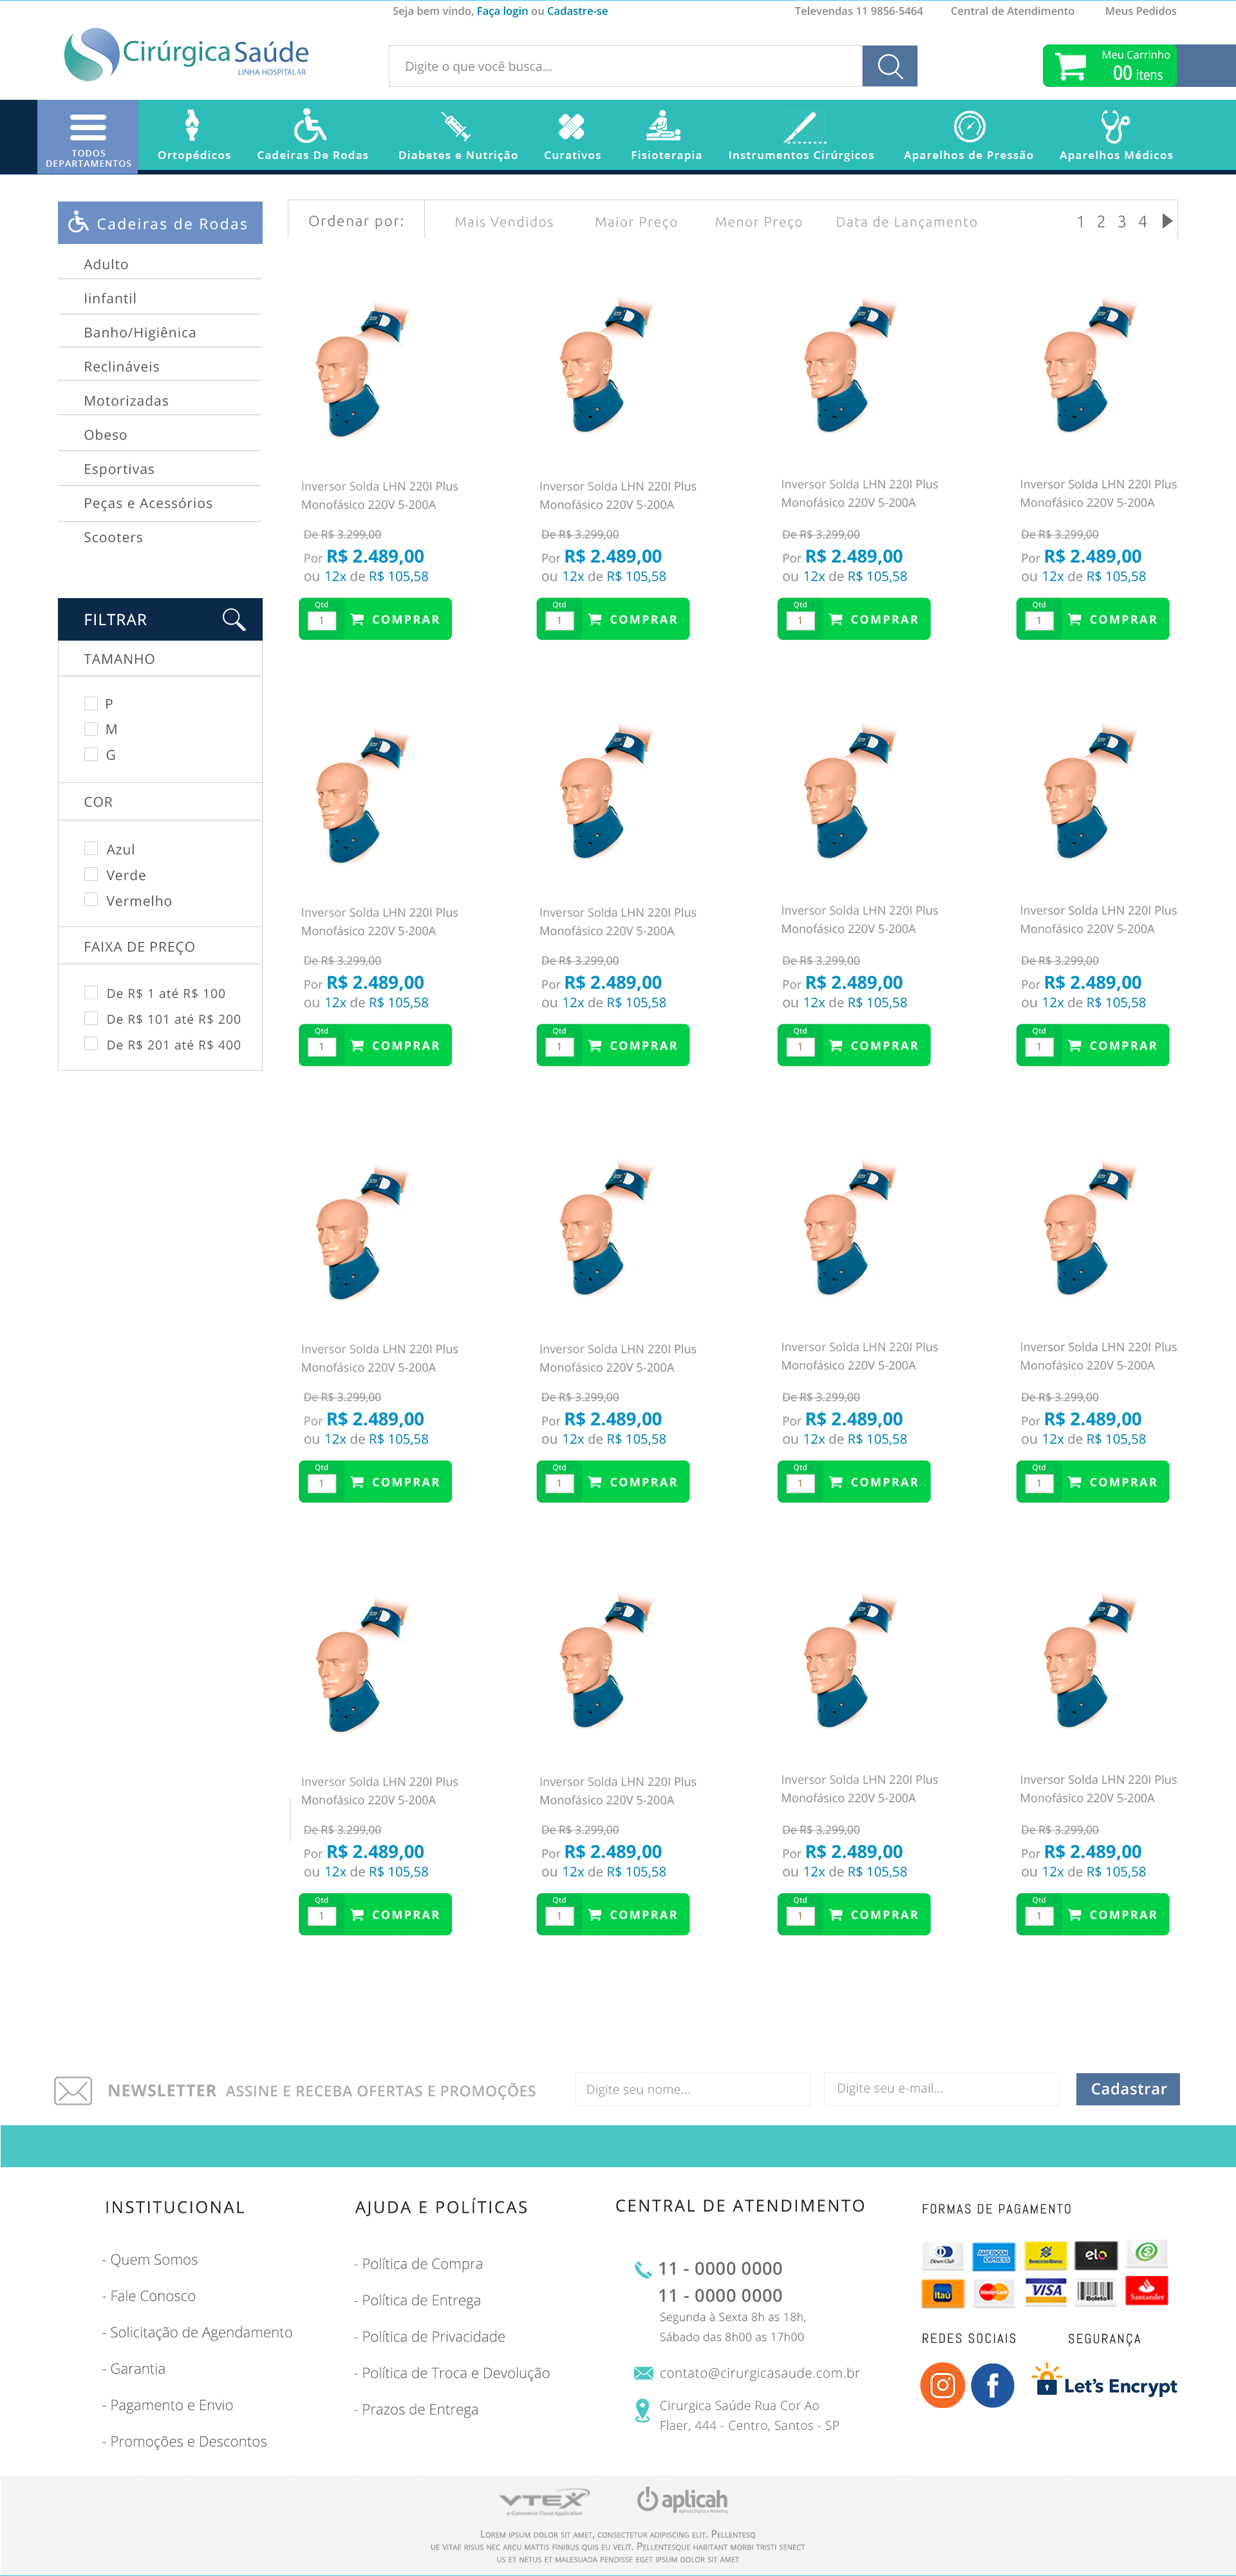 Seja bem vindo, Faça login ou Cadastre-se
Televendas 11 9856-5464 Central de Atendimento Meus Pedidos
Cirúrgica Saúde
LINHA HOSPITALAR
Digite o que você busca...
Meu Carrinho
00 itens
TODOS
DEPARTAMENTOS
Ortopédicos Cadeiras De Rodas Diabetes e Nutrição Curativos Fisioterapia Instrumentos Cirúrgicos Aparelhos de Pressão Aparelhos Médicos
Cadeiras de Rodas
Adulto
Iinfantil
Banho/Higiênica
Reclináveis
Motorizadas
Obeso
Esportivas
Peças e Acessórios
Scooters
FILTRAR
TAMANHO
P
M
G
COR
Azul
Verde
Vermelho
FAIXA DE PREÇO
De R$ 1 até R$ 100
De R$ 101 até R$ 200
De R$ 201 até R$ 400
Ordenar por: Mais Vendidos Maior Preço Menor Preço Data de Lançamento 1 2 3 4
Inversor Solda LHN 220I Plus Inversor Solda LHN 220I Plus Inversor Solda LHN 220I Plus Inversor Solda LHN 220I Plus
Monofásico 220V 5-200A Monofásico 220V 5-200A Monofásico 220V 5-200A Monofásico 220V 5-200A
De R$ 3.299,00 De R$ 3.299,00 De R$ 3.299,00 De R$ 3.299,00
Por R$ 2.489,00 Por R$ 2.489,00 Por R$ 2.489,00 Por R$ 2.489,00
ou 12x de R$ 105,58 ou 12x de R$ 105,58 ou 12x de R$ 105,58 ou 12x de R$ 105,58
Qtd Qtd Qtd Qtd
1 COMPRAR 1 COMPRAR 1 COMPRAR 1 COMPRAR
Inversor Solda LHN 220I Plus Inversor Solda LHN 220I Plus Inversor Solda LHN 220I Plus Inversor Solda LHN 220I Plus
Monofásico 220V 5-200A Monofásico 220V 5-200A Monofásico 220V 5-200A Monofásico 220V 5-200A
De R$ 3.299,00 De R$ 3.299,00 De R$ 3.299,00 De R$ 3.299,00
Por R$ 2.489,00 Por R$ 2.489,00 Por R$ 2.489,00 Por R$ 2.489,00
ou 12x de R$ 105,58 ou 12x de R$ 105,58 ou 12x de R$ 105,58 ou 12x de R$ 105,58
Qtd Qtd Qtd Qtd
1 COMPRAR 1 COMPRAR 1 COMPRAR 1 COMPRAR
Inversor Solda LHN 220I Plus Inversor Solda LHN 220I Plus Inversor Solda LHN 220I Plus Inversor Solda LHN 220I Plus
Monofásico 220V 5-200A Monofásico 220V 5-200A Monofásico 220V 5-200A Monofásico 220V 5-200A
De R$ 3.299,00 De R$ 3.299,00 De R$ 3.299,00 De R$ 3.299,00
Por R$ 2.489,00 Por R$ 2.489,00 Por R$ 2.489,00 Por R$ 2.489,00
ou 12x de R$ 105,58 ou 12x de R$ 105,58 ou 12x de R$ 105,58 ou 12x de R$ 105,58
Qtd Qtd Qtd Qtd
1 COMPRAR 1 COMPRAR 1 COMPRAR 1 COMPRAR
Inversor Solda LHN 220I Plus Inversor Solda LHN 220I Plus Inversor Solda LHN 220I Plus Inversor Solda LHN 220I Plus
Monofásico 220V 5-200A Monofásico 220V 5-200A Monofásico 220V 5-200A Monofásico 220V 5-200A
De R$ 3.299,00 De R$ 3.299,00 De R$ 3.299,00 De R$ 3.299,00
Por R$ 2.489,00 Por R$ 2.489,00 Por R$ 2.489,00 Por R$ 2.489,00
ou 12x de R$ 105,58 ou 12x de R$ 105,58 ou 12x de R$ 105,58 ou 12x de R$ 105,58
Qtd Qtd Qtd Qtd
1 COMPRAR 1 COMPRAR 1 COMPRAR 1 COMPRAR
NEWSLETTER ASSINE E RECEBA OFERTAS E PROMOÇÕES
Digite seu nome...
Digite seu e-mail...
Cadastrar
INSTITUCIONAL
- Quem Somos
- Fale Conosco
- Solicitação de Agendamento
- Garantia
- Pagamento e Envio
- Promoções e Descontos
AJUDA E POLÍTICAS
- Política de Compra
- Política de Entrega
- Política de Privacidade
- Política de Troca e Devolução
- Prazos de Entrega
CENTRAL DE ATENDIMENTO
11 - 0000 0000
11 - 0000 0000
Segunda à Sexta 8h as 18h,
Sábado das 8h00 as 17h00
contato@cirurgicasaude.com.br
Cirurgica Saúde Rua Cor Ao
Flaer, 444 - Centro, Santos - SP
FORMAS DE PAGAMENTO
Diners Club AMERICAN EXPRESS BANCO DO BRASIL elo
Itaú MasterCard VISA Boleto Santander
REDES SOCIAIS SEGURANÇA
Let's Encrypt
VTEX
e-Commerce Cloud Application
aplicah
Agência Digital e Marketing
Lorem ipsum dolor sit amet, consectetur adipiscing elit. Pellentesq
ue vitae risus nec arcu mattis finibus quis eu velit. Pellentesque habitant morbi tristi senect
us et netus et malesuada pendisse eget ipsum dolor sit amet